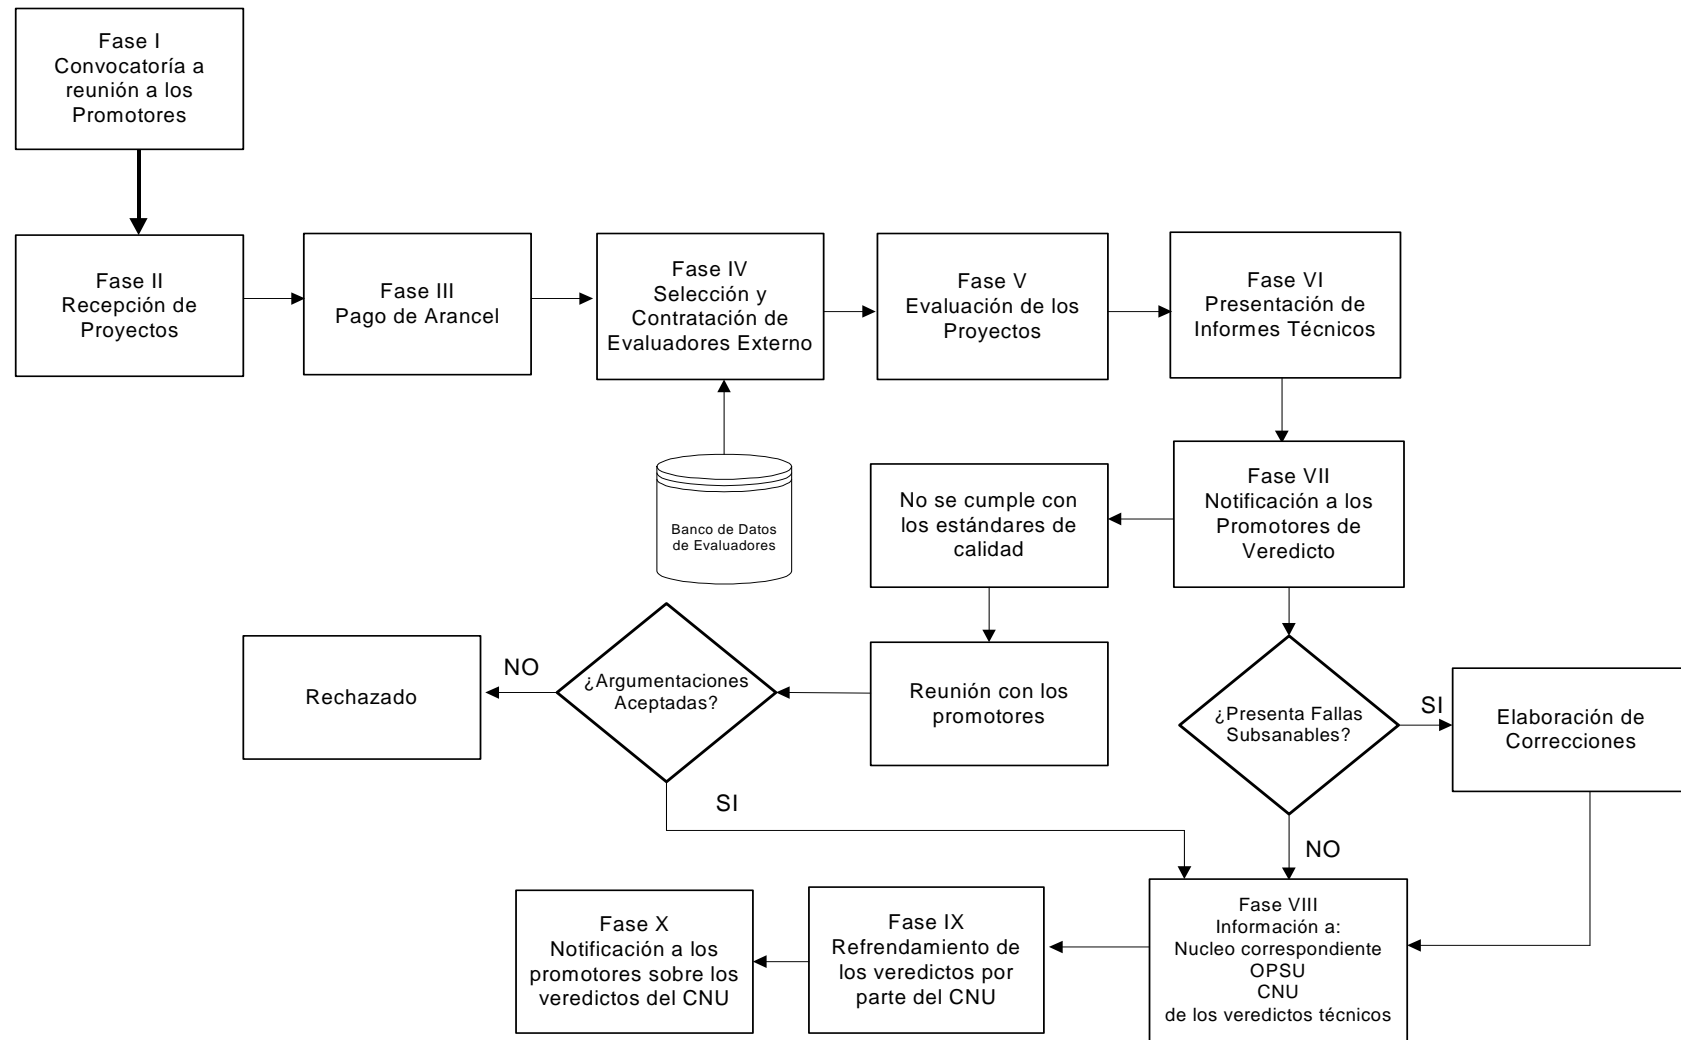 Fase I
Convocatoría a
reunión a los
Promotores
Fase II
Recepción de
Proyectos
Fase III
Pago de Arancel
Fase IV
Selección y
Contratación de
Evaluadores Externo
Fase V
Evaluación de los
Proyectos
Fase VI
Presentación de
Informes Técnicos
Banco de Datos
de Evaluadores
No se cumple con
los estándares de
calidad
Fase VII
Notificación a los
Promotores de
Veredicto
Rechazado
NO
¿Argumentaciones
Aceptadas?
Reunión con los
promotores
¿Presenta Fallas
Subsanables?
SI
Elaboración de
Correcciones
SI
NO
Fase X
Notificación a los
promotores sobre los
veredictos del CNU
Fase IX
Refrendamiento de
los veredictos por
parte del CNU
Fase VIII
Información a:
Nucleo correspondiente
OPSU
CNU
de los veredictos técnicos